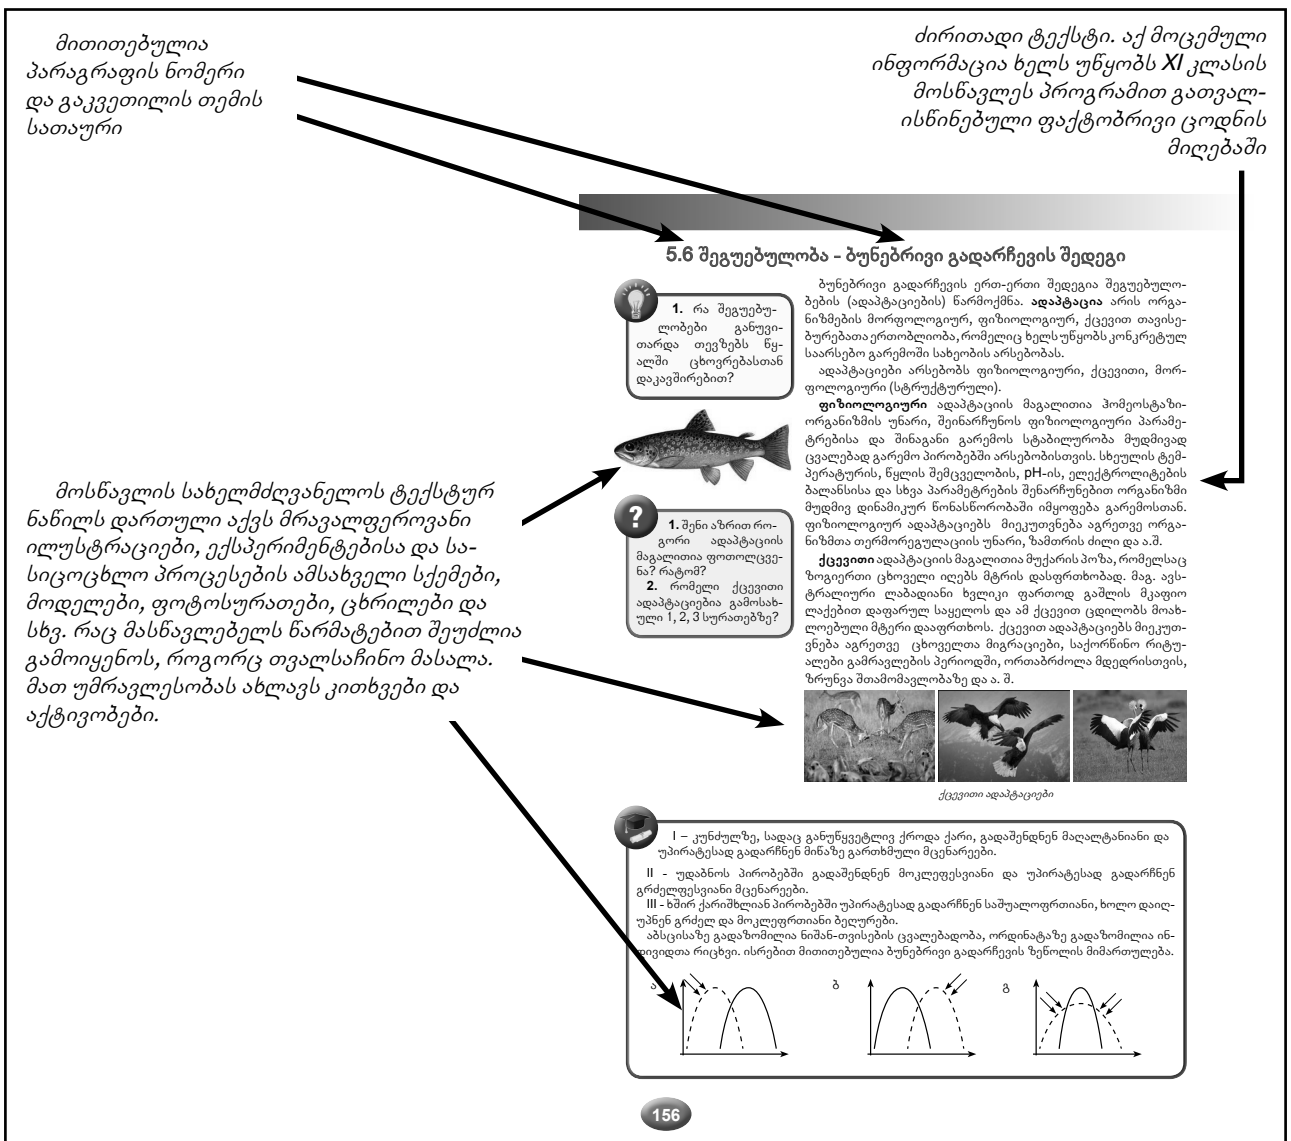 მითითებულია
პარაგრაფის ნომერი
და გაკვეთილის თემის
სათაური
ძირითადი ტექსტი. აქ მოცემული
ინფორმაცია ხელს უწყობს XI კლასის
მოსწავლეს პროგრამით გათვალ-
ისწინებული ფაქტობრივი ცოდნის
მიღებაში
5.6 შეგუებულობა - ბუნებრივი გადარჩევის შედეგი
1. რა შეგუებუ-
ლობები განუვი-
თარდა თევზებს წყ-
ალში ცხოვრებასთან
დაკავშირებით?
ბუნებრივი გადარჩევის ერთ-ერთი შედეგია შეგუებულო-
ბების (ადაპტაციების) წარმოქმნა. ადაპტაცია არის ორგა-
ნიზმების მორფოლოგიურ, ფიზიოლოგიურ, ქცევით თავისე-
ბურებათა ერთობლიობა, რომელიც ხელს უწყობს კონკრეტულ
საარსებო გარემოში სახეობის არსებობას.
ადაპტაციები არსებობს ფიზიოლოგიური, ქცევითი, მორ-
ფოლოგიური (სტრუქტურული).
ფიზიოლოგიური ადაპტაციის მაგალითია ჰომეოსტაზი-
ორგანიზმის უნარი, შეინარჩუნოს ფიზიოლოგიური პარამე-
ტრებისა და შინაგანი გარემოს სტაბილურობა მუდმივად
ცვალებად გარემო პირობებში არსებობისთვის. სხეულის ტემ-
პერატურის, წყლის შემცველობის, pH-ის, ელექტროლიტების
ბალანსისა და სხვა პარამეტრების შენარჩუნებით ორგანიზმი
მუდმივ დინამიკურ წონასწორობაში იმყოფება გარემოსთან.
ფიზიოლოგიურ ადაპტაციებს მიეკუთვნება აგრეთვე ორგა-
ნიზმთა თერმორეგულაციის უნარი, ზამთრის ძილი და ა.შ.
ქცევითი ადაპტაციის მაგალითია მუქარის პოზა, რომელსაც
ზოგიერთი ცხოველი იღებს მტრის დასფრთხობად. მაგ. ავს-
ტრალიური ლაბადიანი ხვლიკი ფართოდ გაშლის მკაფიო
ლაქებით დაფარულ საყელოს და ამ ქცევით ცდილობს მოახ-
ლოებული მტერი დააფრთხოს. ქცევით ადაპტაციებს მიეკუთ-
ვნება აგრეთვე ცხოველთა მიგრაციები, საქორწინო რიტუ-
ალები გამრავლების პერიოდში, ორთაბრძოლა მდედრისთვის,
ზრუნვა შთამომავლობაზე და ა. შ.
?
1. შენი აზრით რო-
გორი ადაპტაციის
მაგალითია ფოთოლცვე-
ნა? რატომ?
2. რომელი ქცევითი
ადაპტაციებია გამოსახ-
ული 1, 2, 3 სურათებზე?
მოსწავლის სახელმძღვანელოს ტექსტურ
ნაწილს დართული აქვს მრავალფეროვანი
ილუსტრაციები, ექსპერიმენტებისა და სა-
სიცოცხლო პროცესების ამსახველი სქემები,
მოდელები, ფოტოსურათები, ცხრილები და
სხვ. რაც მასწავლებელს წარმატებით შეუძლია
გამოიყენოს, როგორც თვალსაჩინო მასალა.
მათ უმრავლესობას ახლავს კითხვები და
აქტივობები.
ქცევითი ადაპტაციები
I – კუნძულზე, სადაც განუწყვეტლივ ქროდა ქარი, გადაშენდნენ მაღალტანიანი და
უპირატესად გადარჩნენ მიწაზე გართხმული მცენარეები.
II - უდაბნოს პირობებში გადაშენდნენ მოკლეფესვიანი და უპირატესად გადარჩნენ
გრძელფესვიანი მცენარეები.
III - ხშირ ქარიშხლიან პირობებში უპირატესად გადარჩნენ საშუალოფრთიანი, ხოლო დაიღ-
უპნენ გრძელ და მოკლეფრთიანი ბეღურები.
აბსცისაზე გადაზომილია ნიშან-თვისების ცვალებადობა, ორდინატაზე გადაზომილია ინ-
დივიდთა რიცხვი. ისრებით მითითებულია ბუნებრივი გადარჩევის ზეწოლის მიმართულება.
ა
ბ
გ
156